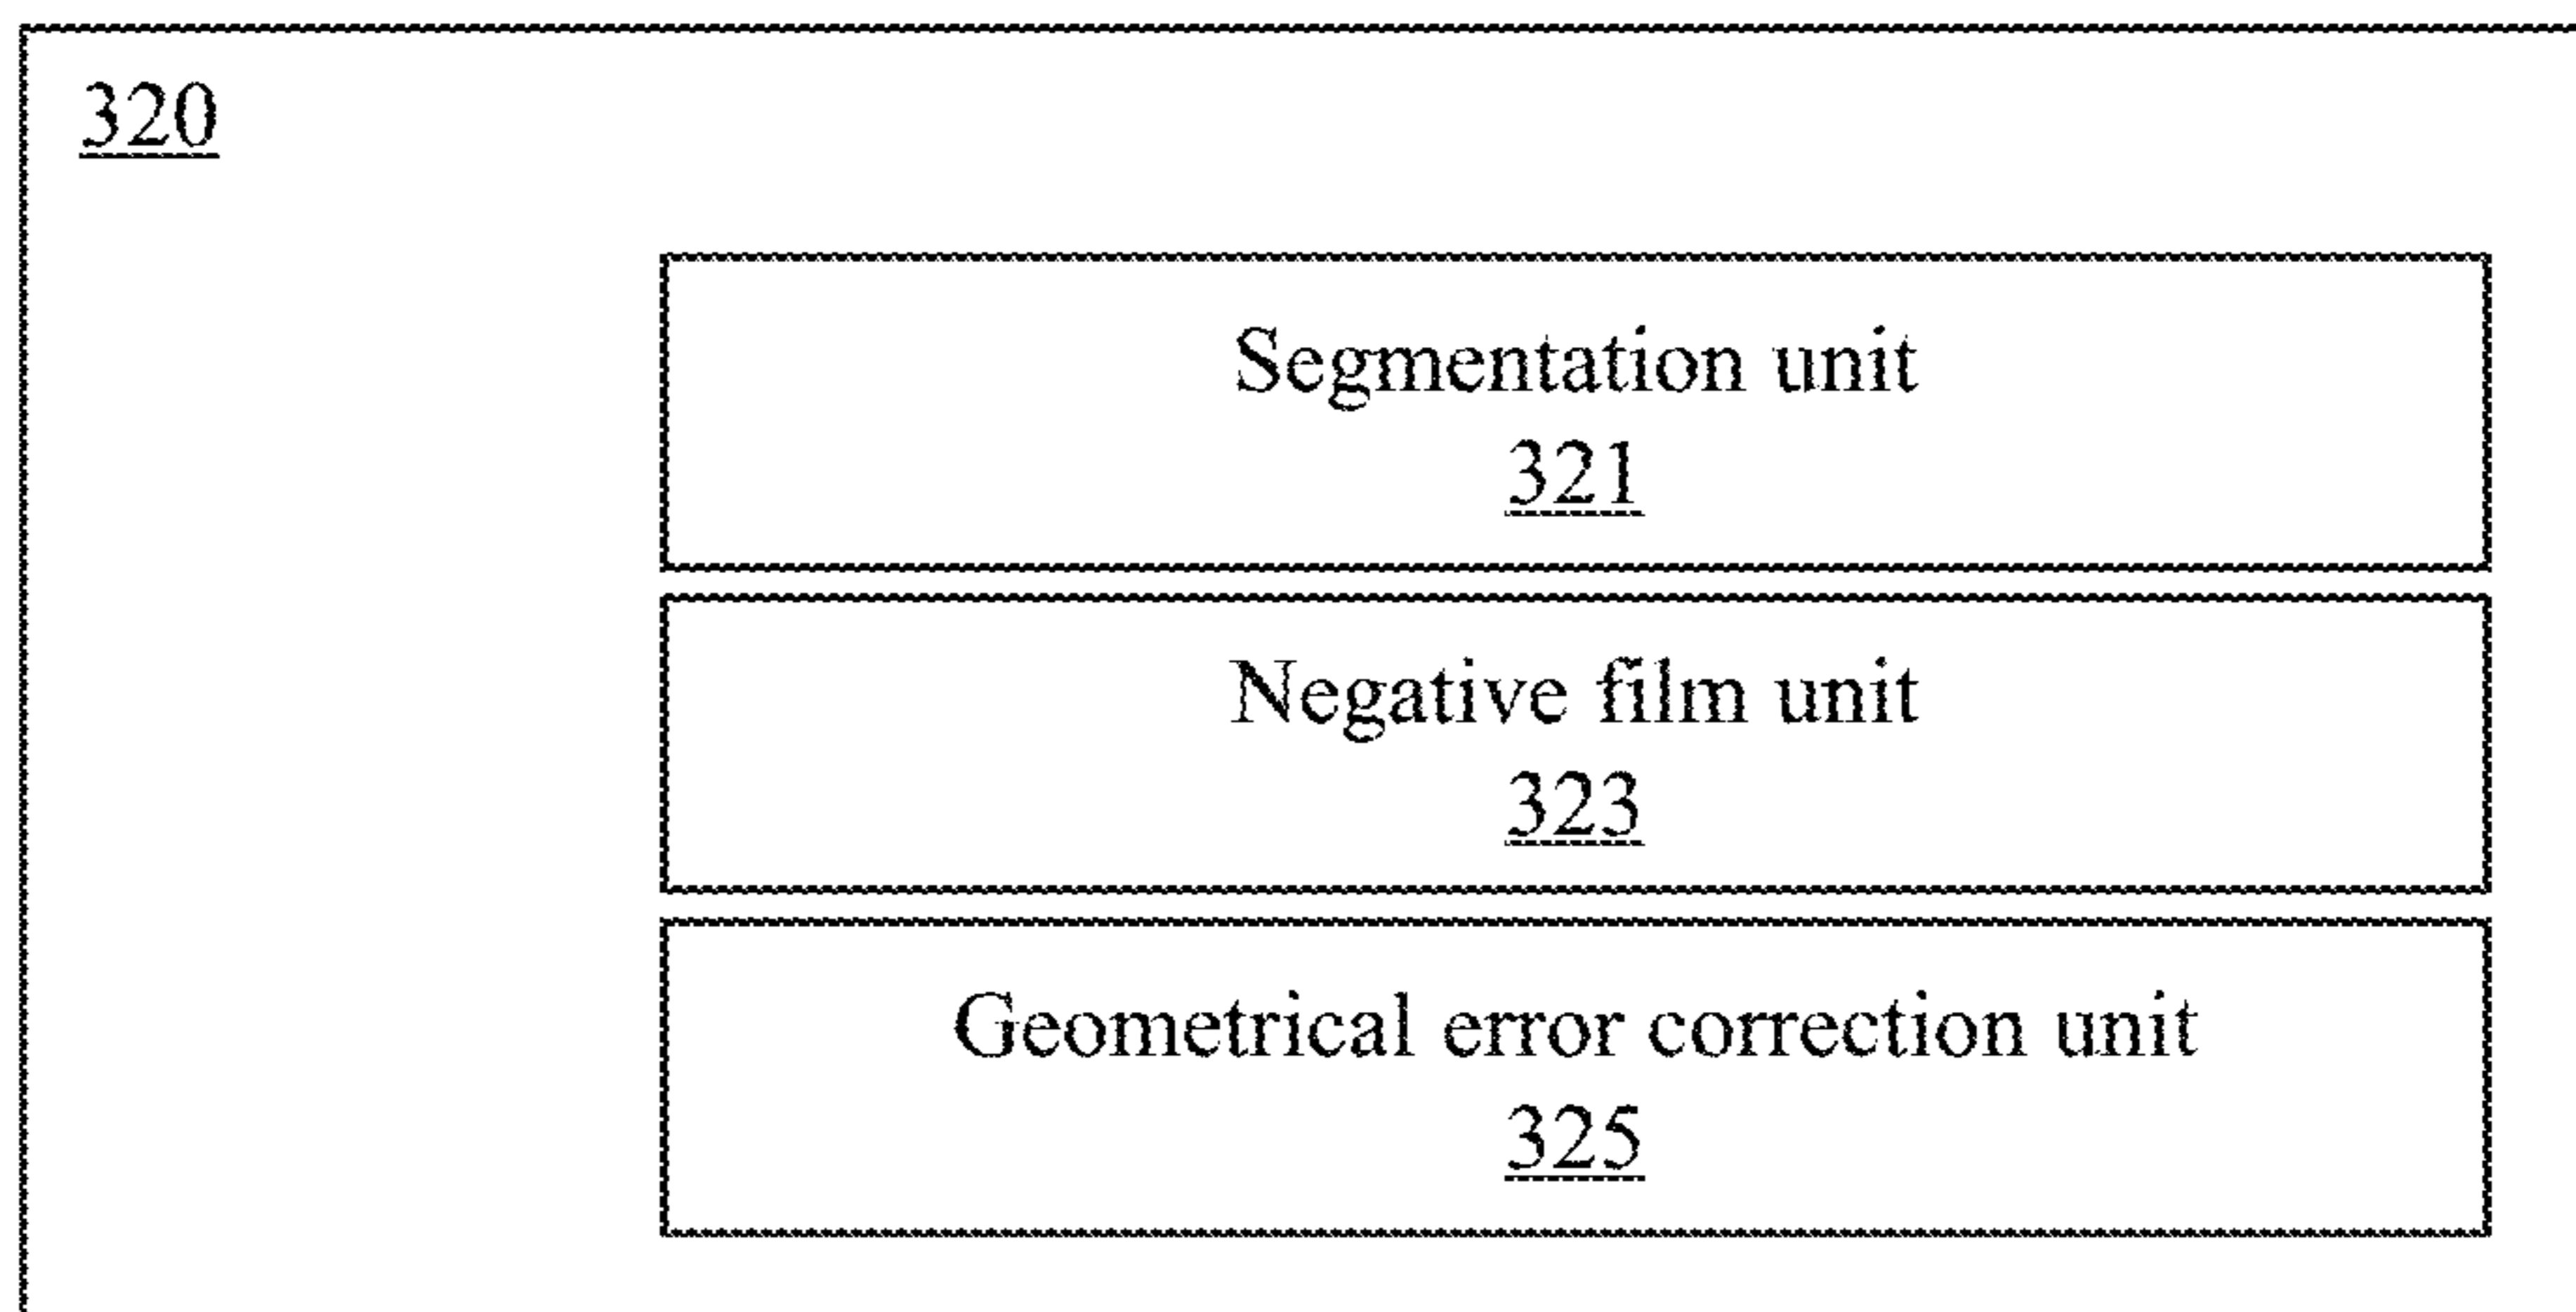 320
Segmentation unit
321
Negative film unit
323
Geometrical error correction unit
325